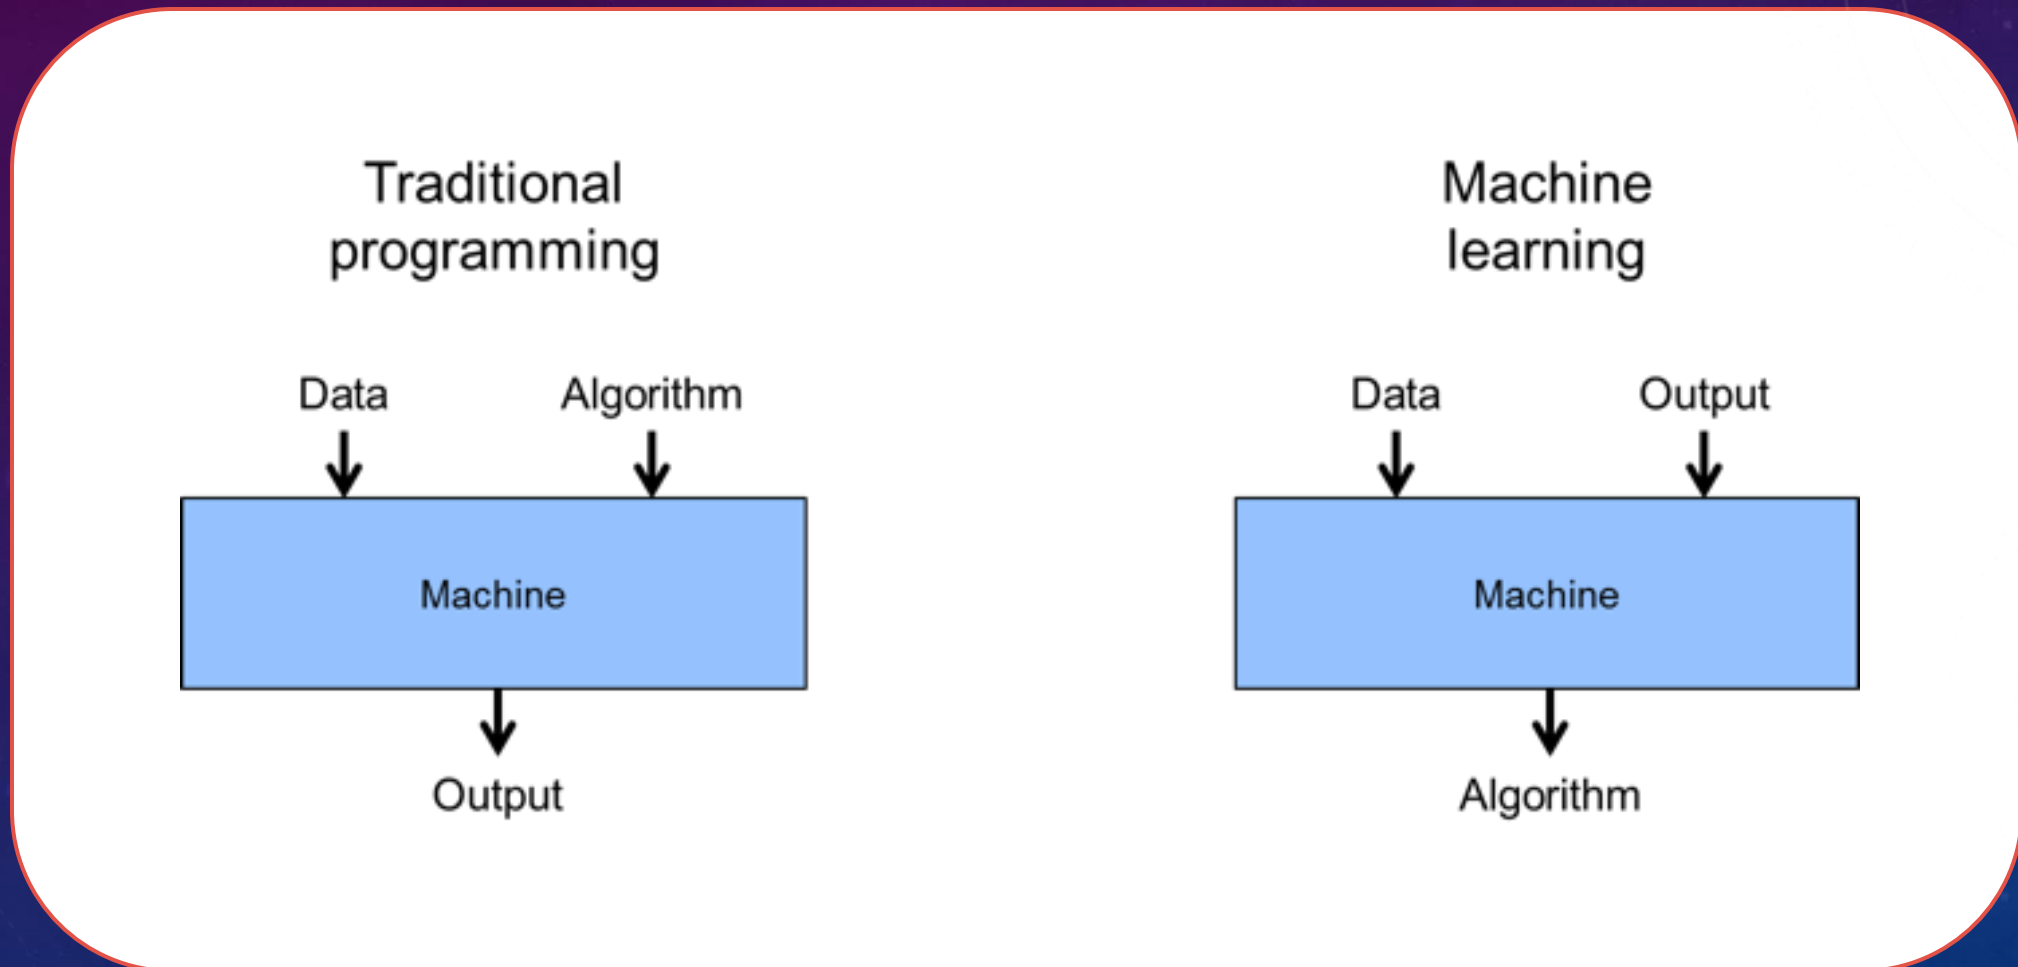 Traditional
programming
Data
Algorithm
Machine
Output
Machine
learning
Data
Output
Machine
Algorithm